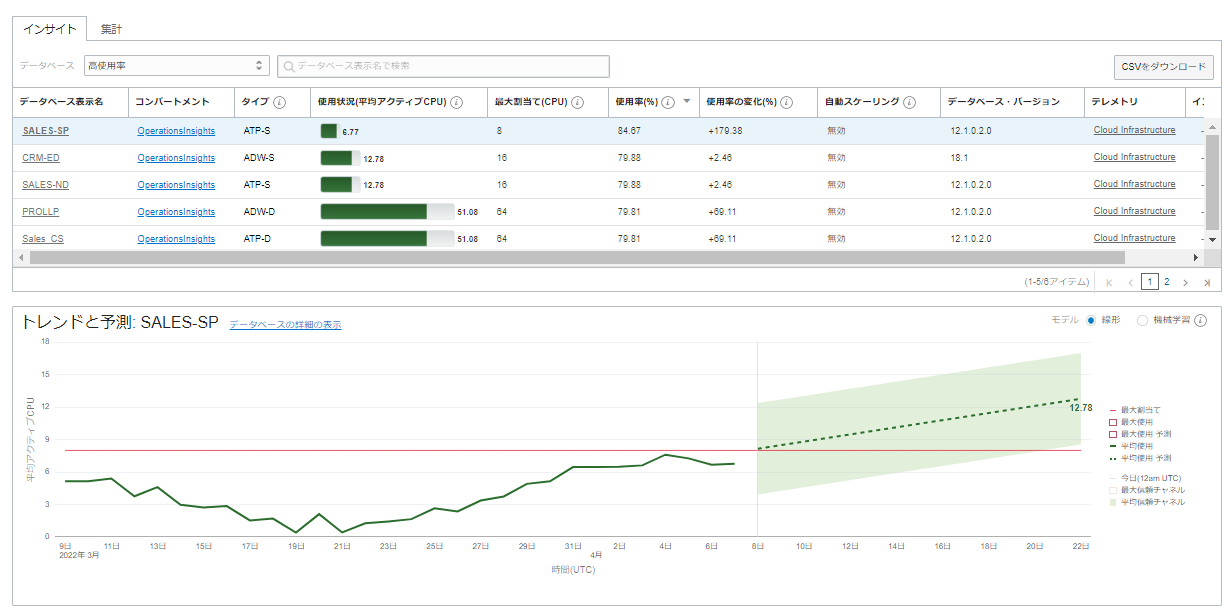 インサイト 集計
データベース 高使用率 データベース表示名で検索 CSVをダウンロード
データベース表示名 コンパートメント タイプ 使用状況(平均アクティブCPU) 最大割当て(CPU) 使用率(%) 使用率の変化(%) 自動スケーリング データベース・バージョン テレメトリ イ
SALES-SP OperationsInsights ATP-S 6.77 8 84.67 +179.38 無効 12.1.0.2.0 Cloud Infrastructure -
CRM-ED OperationsInsights ADW-S 12.78 16 79.88 +2.46 無効 18.1 Cloud Infrastructure -
SALES-ND OperationsInsights ATP-S 12.78 16 79.88 +2.46 無効 12.1.0.2.0 Cloud Infrastructure -
PROLLP OperationsInsights ADW-D 51.08 64 79.81 +69.11 無効 12.1.0.2.0 Cloud Infrastructure -
Sales_CS OperationsInsights ATP-D 51.08 64 79.81 +69.11 無効 12.1.0.2.0 Cloud Infrastructure -
(1-5/6アイテム) 1 2
トレンドと予測: SALES-SP データベースの詳細の表示 モデル 線形 機械学習
平均アクティブCPU
18
15
12
9
6
3
0
12.78
9日 11日 13日 15日 17日 19日 21日 23日 25日 27日 29日 31日 2日 4日 6日 8日 10日 12日 14日 16日 18日 20日 22日
2022年 3月 4月
時間(UTC)
最大割当て
最大使用
最大使用 予測
平均使用
平均使用 予測
今日(12am UTC)
最大信頼チャネル
平均信頼チャネル